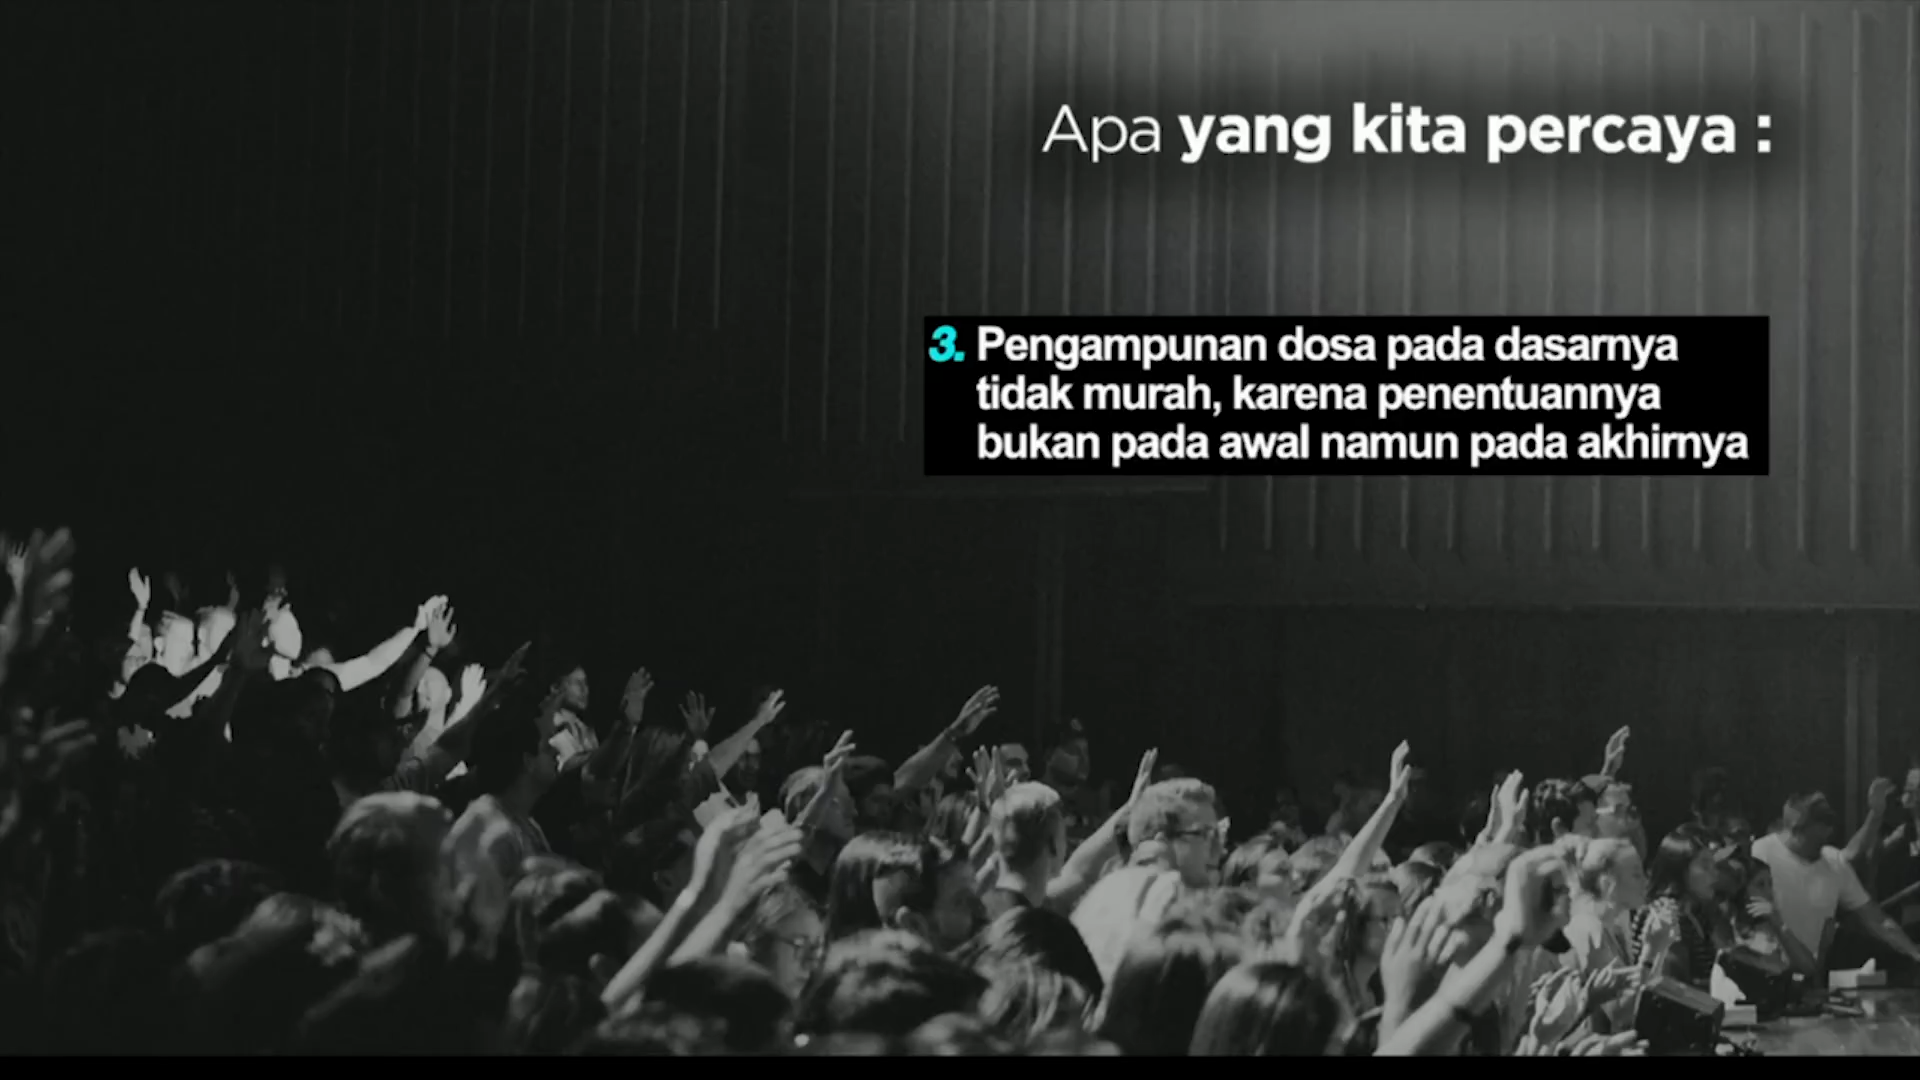 Apa yang kita percaya :
3. Pengampunan dosa pada dasarnya
tidak murah, karena penentuannya
bukan pada awal namun pada akhirnya